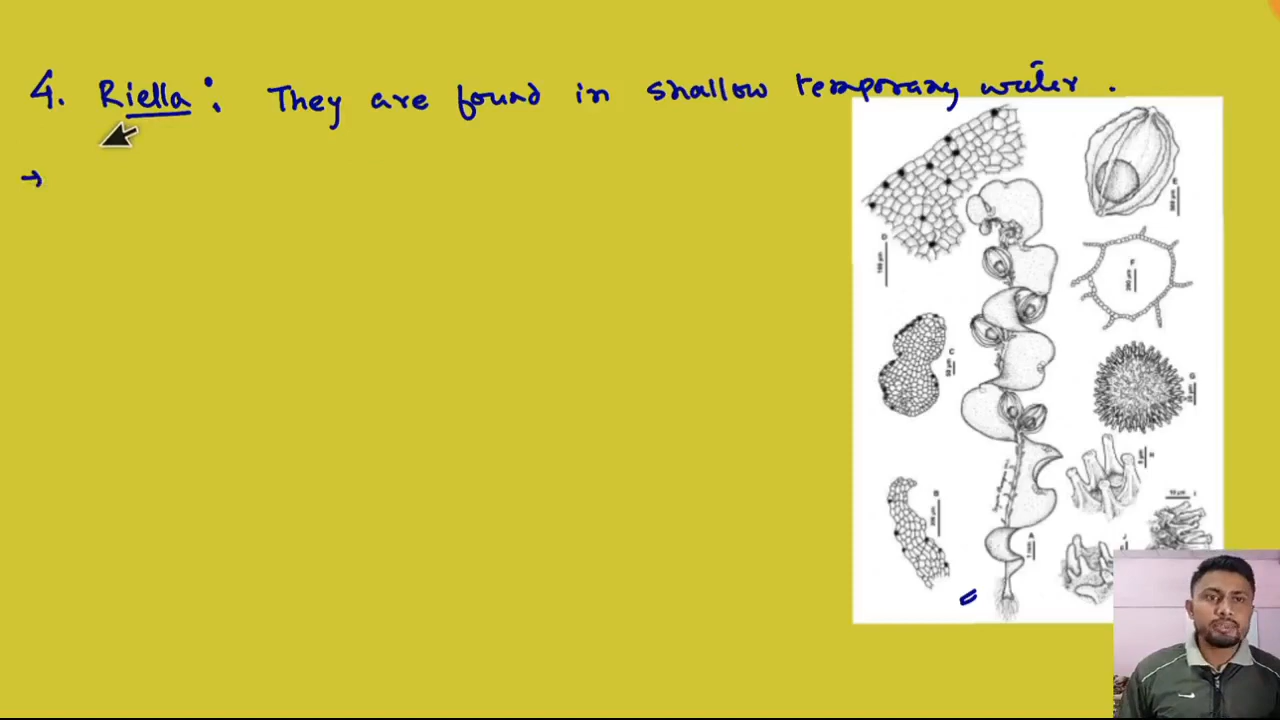 4. Riella : They are found in shallow temporary water .
→
E
D
F
C
G
H
B
I
A
J